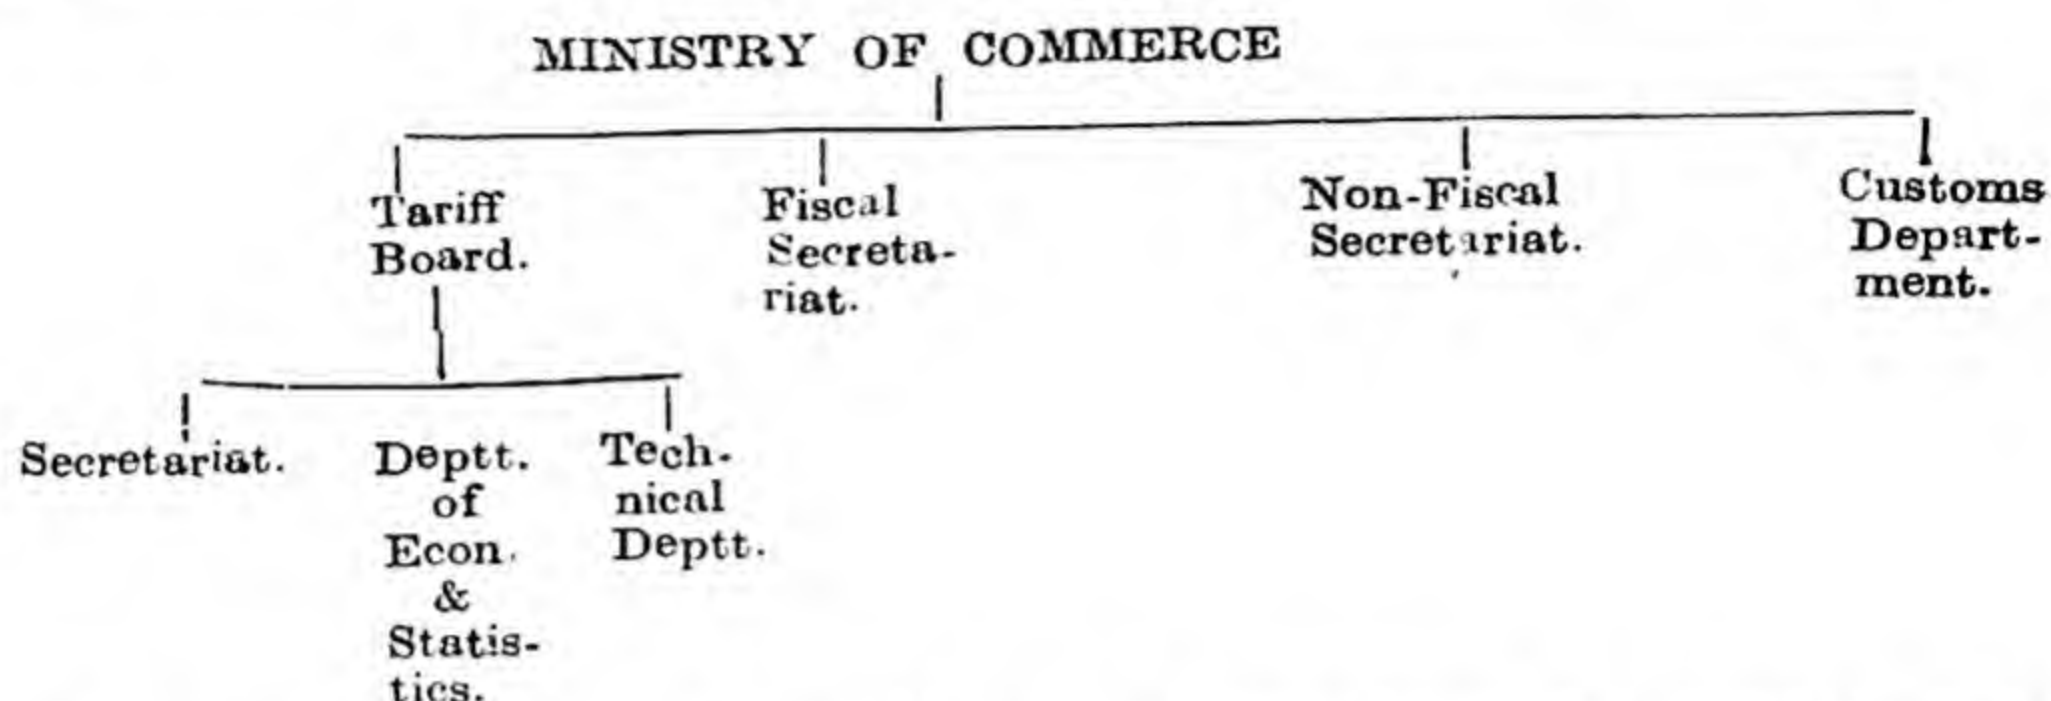 MINISTRY OF COMMERCE
Tariff
Board.
Fiscal
Secreta-
riat.
Non-Fiscal
Secretariat.
Customs
Depart-
ment.
Secretariat.
Deptt.
of
Econ.
&
Statis-
tics.
Tech-
nical
Deptt.